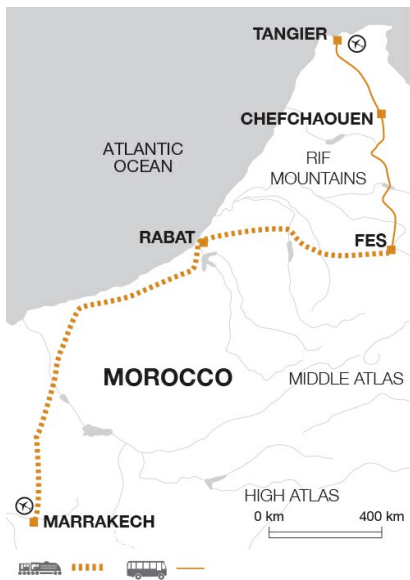 TANGIER
CHEFCHAOUEN
ATLANTIC
OCEAN
RIF
MOUNTAINS
RABAT
FES
MOROCCO
MIDDLE ATLAS
HIGH ATLAS
0 km 400 km
MARRAKECH